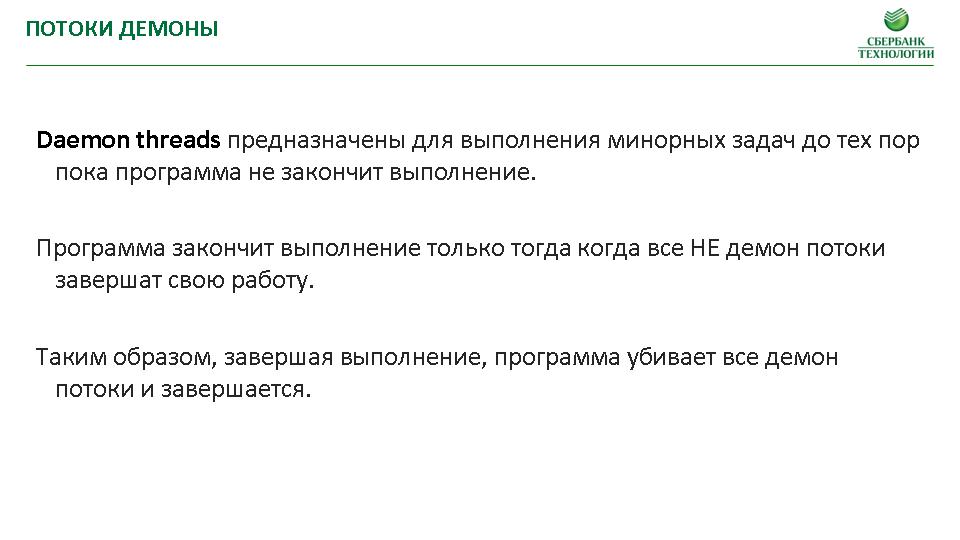 ПОТОКИ ДЕМОНЫ
СБЕРБАНК
ТЕХНОЛОГИИ
Daemon threads предназначены для выполнения минорных задач до тех пор
пока программа не закончит выполнение.
Программа закончит выполнение только тогда когда все НЕ демон потоки
завершат свою работу.
Таким образом, завершая выполнение, программа убивает все демон
потоки и завершается.